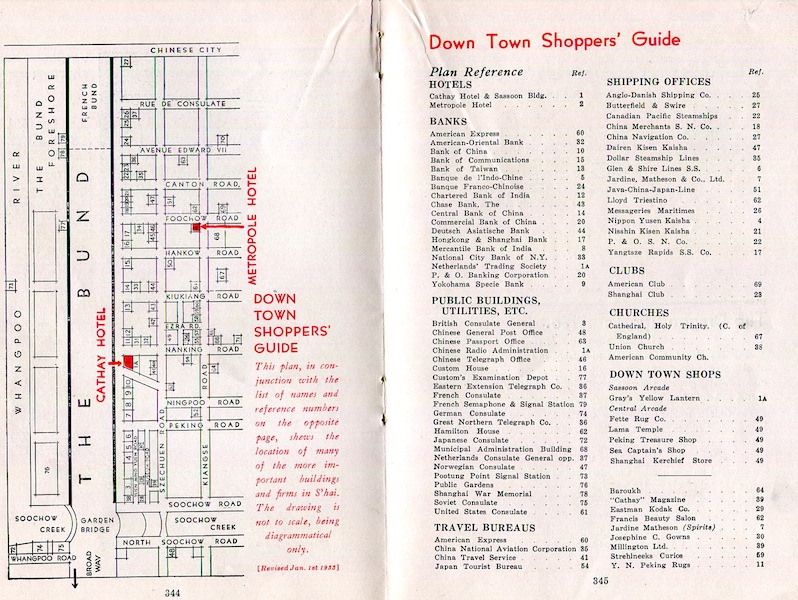 CHINESE CITY
RUE DE CONSULATE
AVENUE EDWARD VII
CANTON ROAD
FOOCHOW ROAD
HANKOW ROAD
KIUKIANG ROAD
EZRA RD.
NANKING ROAD
NINGPO ROAD
PEKING ROAD
SOOCHOW ROAD
SZECHUEN ROAD
KIANGSE ROAD
WHANGPOO RIVER
THE BUND FORESHORE
FRENCH BUND
THE BUND
CATHAY HOTEL
METROPOLE HOTEL
SOOCHOW CREEK
GARDEN BRIDGE
SOOCHOW CREEK
WHANGPOO ROAD
BROADWAY
NORTH SOOCHOW ROAD
DOWN
TOWN
SHOPPERS'
GUIDE
This plan, in con-
junction with the
list of names and
reference numbers
on the opposite
page, shews the
location of many
of the more im-
portant buildings
and firms in S'hai.
The drawing is
not to scale, being
diagrammatical
only.
[Revised Jan. 1st 1933]
344
Down Town Shoppers' Guide
Plan Reference Ref.
HOTELS
Cathay Hotel & Sassoon Bldg. . . 1
Metropole Hotel . . . 2
BANKS
American Express . . . 60
American-Oriental Bank . . . 32
Bank of China . . . 10
Bank of Communications . . . 15
Bank of Taiwan . . . 13
Banque de l'Indo-Chine . . . 5
Banque Franco-Chinoise . . . 24
Chartered Bank of India . . . 12
Chase Bank, The . . . 43
Central Bank of China . . . 14
Commercial Bank of China . . . 20
Deutsch Asiatische Bank . . . 44
Hongkong & Shanghai Bank . . . 17
Mercantile Bank of India . . . 8
National City Bank of N.Y. . . . 33
Netherlands' Trading Society . . . 1A
P. & O. Banking Corporation . . . 20
Yokohama Specie Bank . . . 9
PUBLIC BUILDINGS,
UTILITIES, ETC.
British Consulate General . . . 3
Chinese General Post Office . . . 48
Chinese Passport Office . . . 63
Chinese Radio Administration . . . 1A
Chinese Telegraph Office . . . 46
Custom House . . . 16
Custom's Examination Depot . . . 77
Eastern Extension Telegraph Co. . . 36
French Consulate . . . 37
French Semaphone & Signal Station 79
German Consulate . . . 74
Great Northern Telegraph Co. . . . 36
Hamilton House . . . 62
Japanese Consulate . . . 72
Municipal Administration Building 68
Netherlands Consulate General opp. 37
Norwegian Consulate . . . 47
Pootung Point Signal Station . . . 73
Public Gardens . . . 76
Shanghai War Memorial . . . 78
Soviet Consulate . . . 75
United States Consulate . . . 61
TRAVEL BUREAUS
American Express . . . 60
China National Aviation Corporation 35
China Travel Service . . . 41
Japan Tourist Bureau . . . 54
Ref.
SHIPPING OFFICES
Anglo-Danish Shipping Co. . . . 25
Butterfield & Swire . . . 27
Canadian Pacific Steamships . . . 22
China Merchants S. N. Co. . . . 18
China Navigation Co. . . . 27
Dairen Kisen Kaisha . . . 47
Dollar Steamship Lines . . . 35
Glen & Shire Lines S.S. . . . 6
Jardine, Matheson & Co., Ltd. . . 7
Java-China-Japan-Line . . . 51
Lloyd Triestino . . . 62
Messageries Maritimes . . . 26
Nippon Yusen Kaisha . . . 4
Nisshin Kisen Kaisha . . . 21
P. & O. S. N. Co. . . . 22
Yangtsze Rapids S.S. Co. . . . 17
CLUBS
American Club . . . 69
Shanghai Club . . . 23
CHURCHES
Cathedral, Holy Trinity. (C. of
England) . . . 67
Union Church . . . 38
American Community Ch.
DOWN TOWN SHOPS
Sassoon Arcade
Gray's Yellow Lantern . . . 1A
Central Arcade
Fette Rug Co. . . . 49
Lama Temple . . . 49
Peking Treasure Shop . . . 49
Sea Captain's Shop . . . 49
Shanghai Kerchief Store . . . 49
Baroukh . . . 64
"Cathay" Magazine . . . 39
Eastman Kodak Co. . . . 29
Francis Beauty Salon . . . 62
Jardine Matheson (Spirits) . . . 7
Josephine C. Gowns . . . 30
Millington Ltd. . . . 39
Strehlneeks Curios . . . 59
Y. N. Peking Rugs . . . 11
345